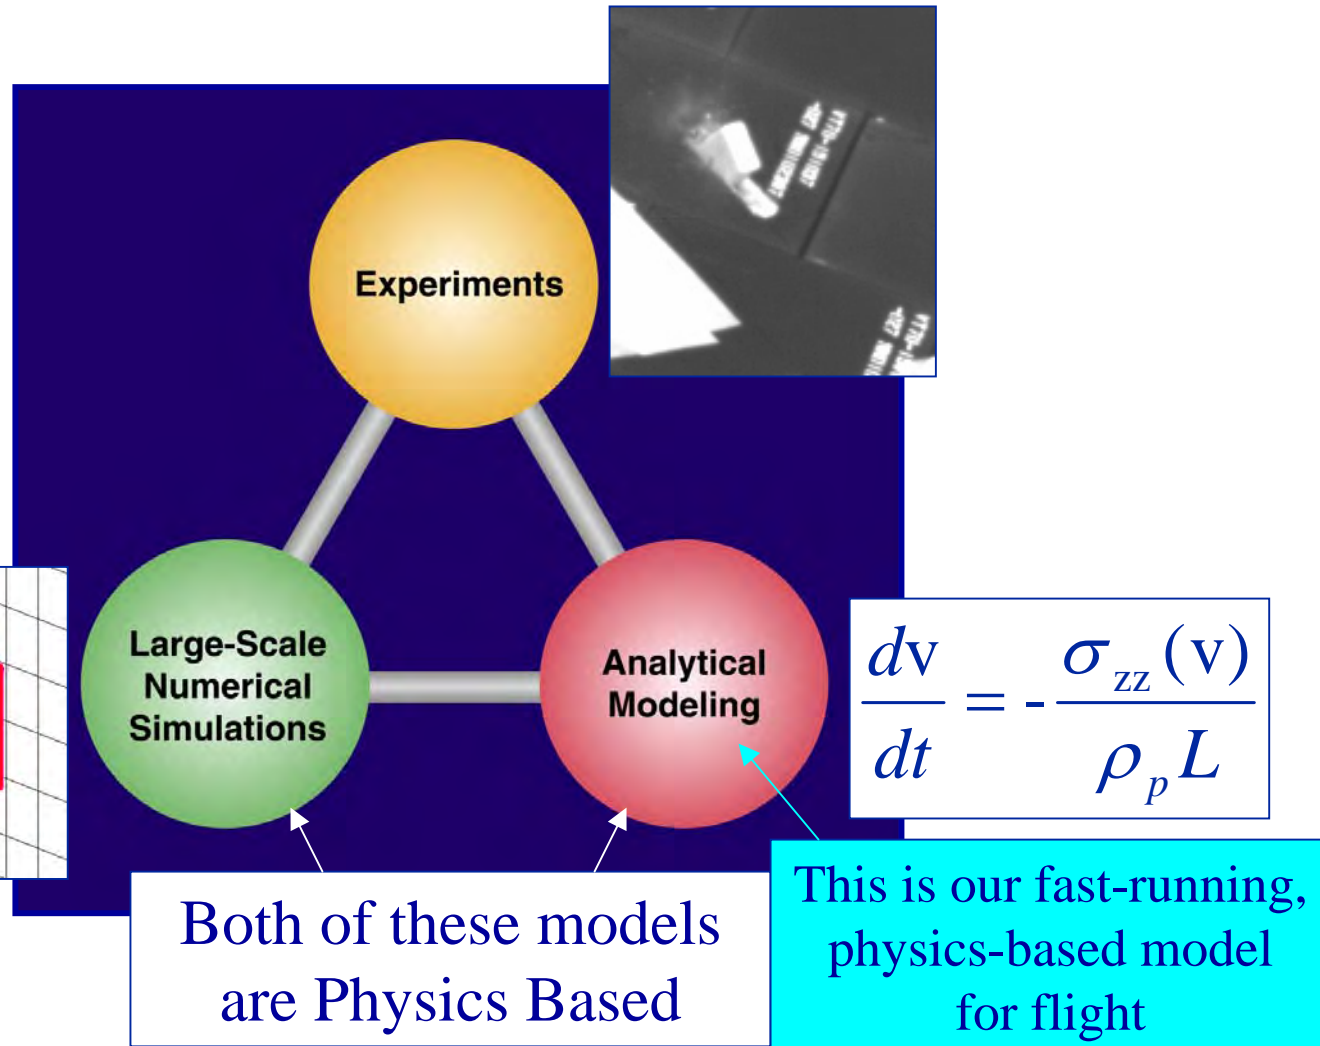 Experiments
Large-Scale
Numerical
Simulations
Analytical
Modeling
dv/dt = - σzz(v)/ρpL
Both of these models
are Physics Based
This is our fast-running,
physics-based model
for flight